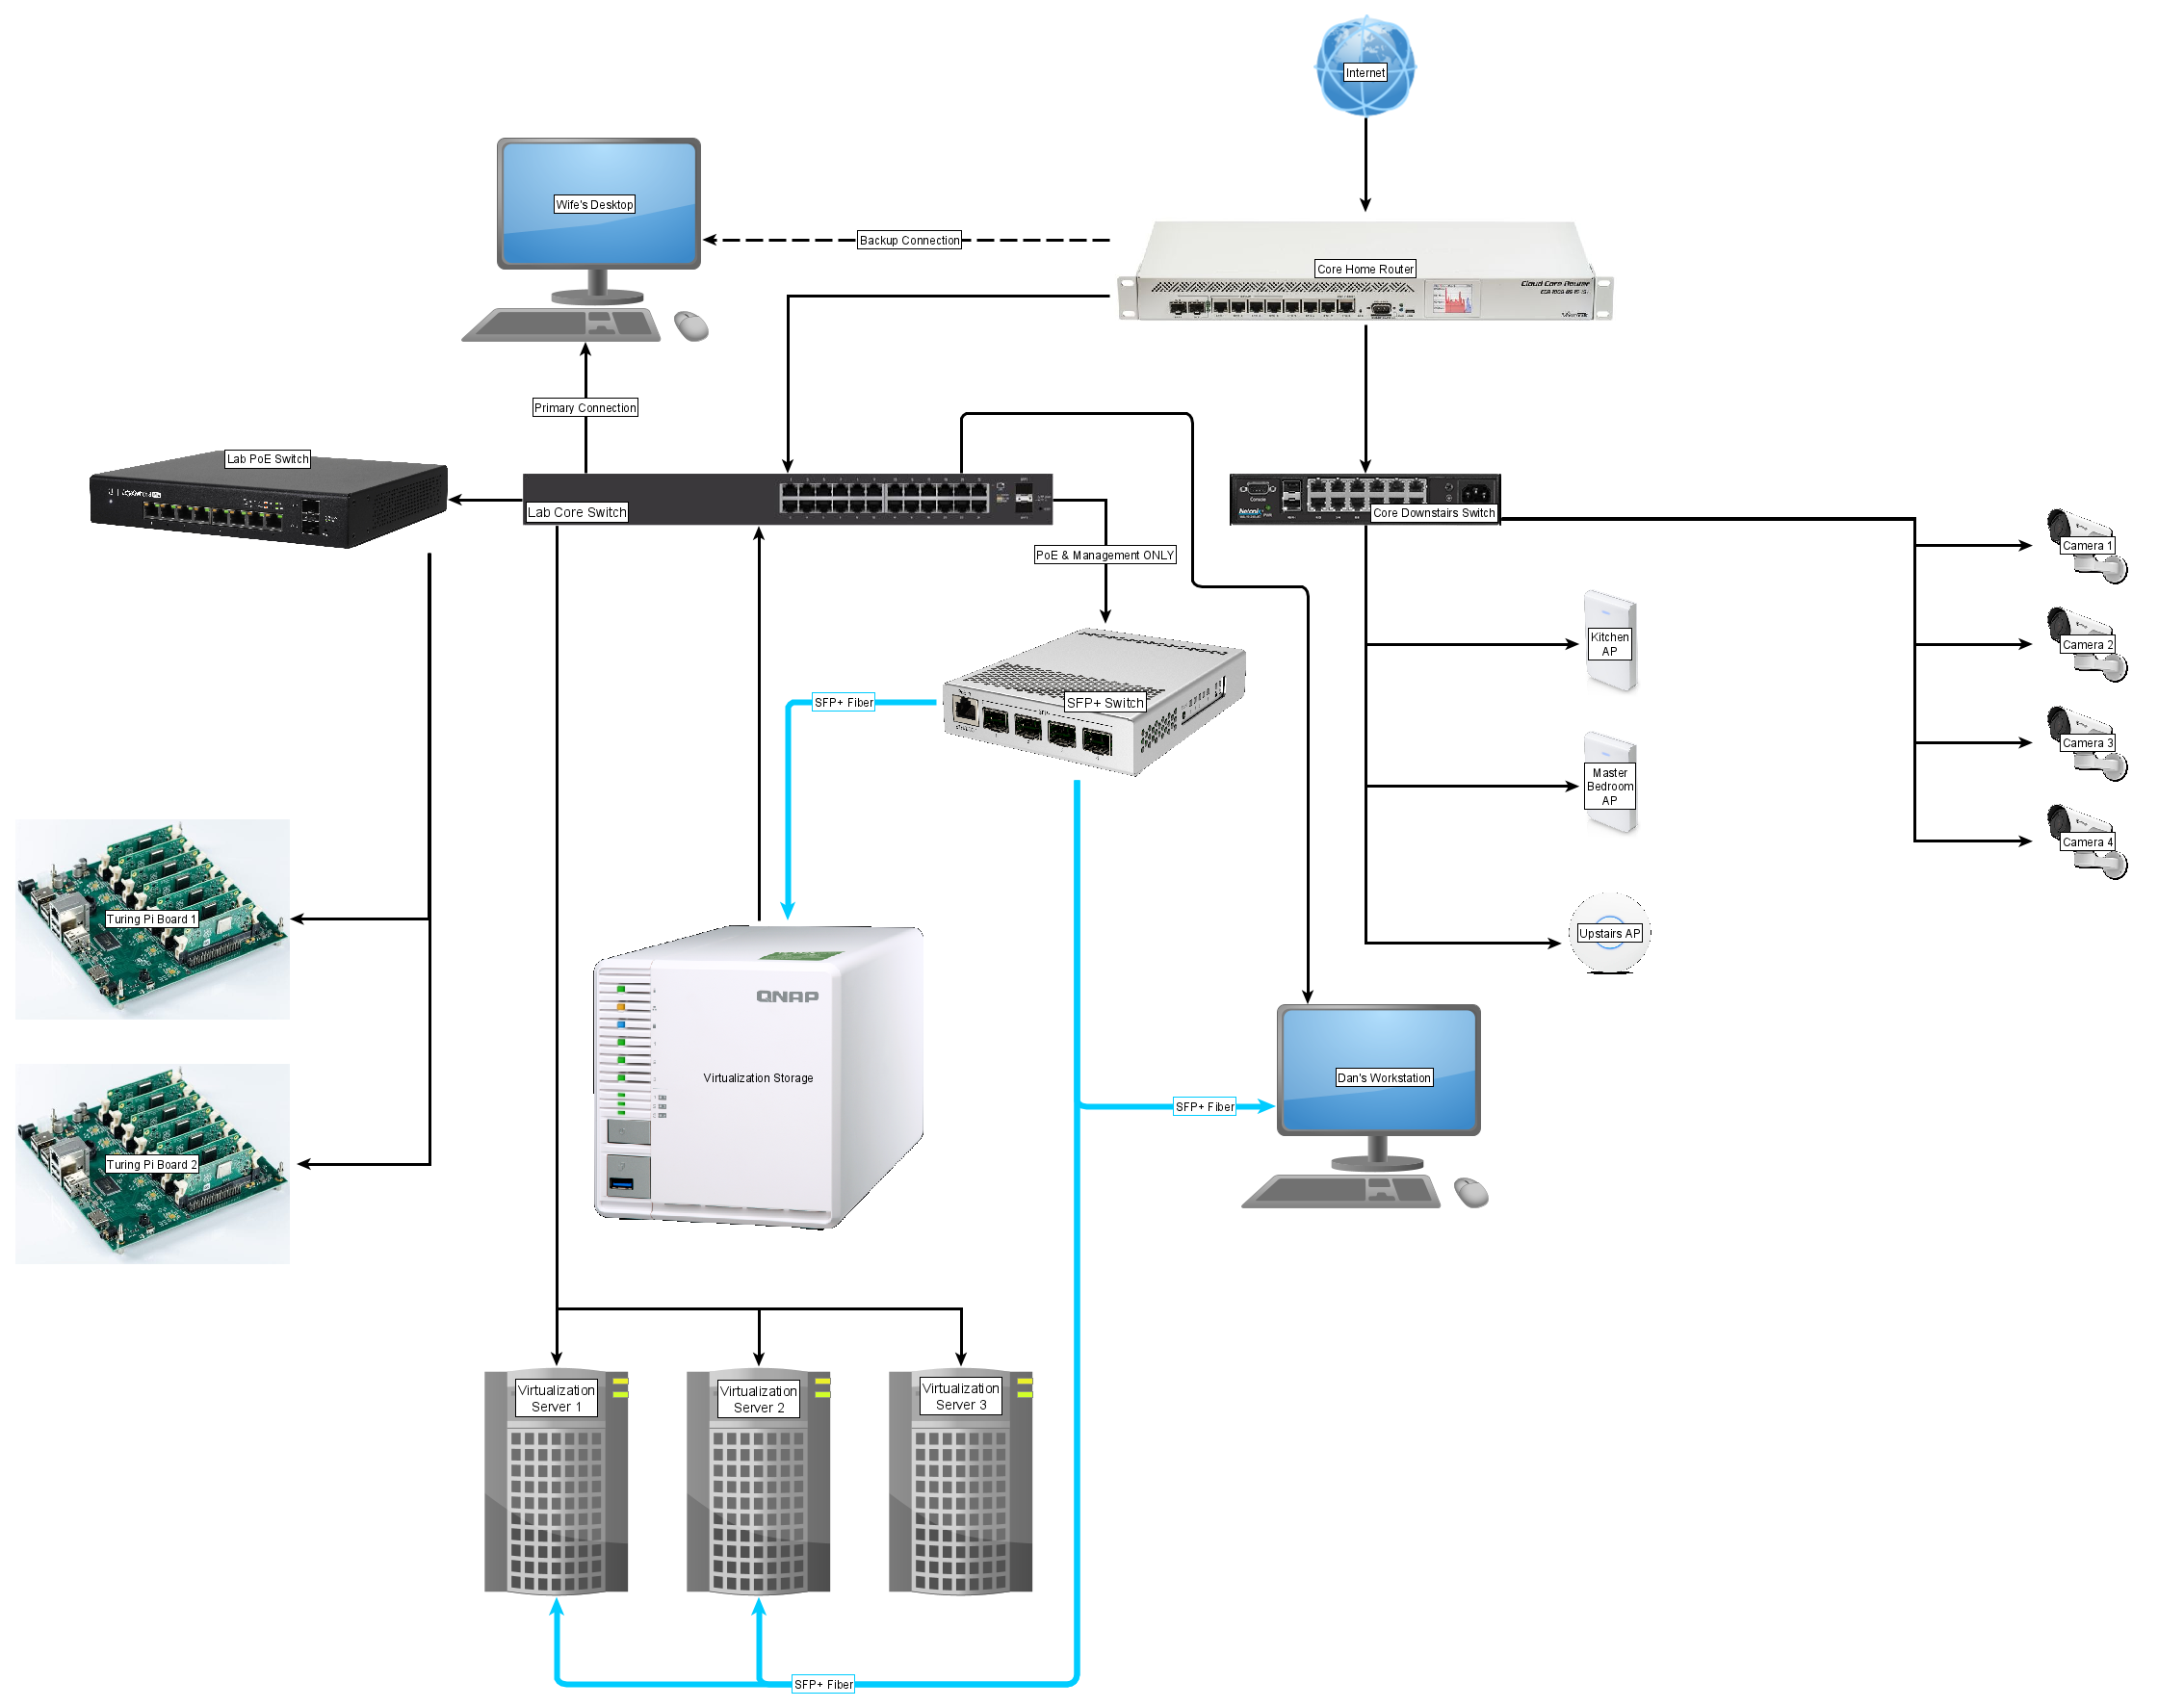 Internet
Wife's Desktop
Backup Connection
Core Home Router
Cloud Core Router
Primary Connection
Lab PoE Switch
Lab Core Switch
Console
Netonix
Core Downstairs Switch
PoE & Management ONLY
Camera 1
Kitchen
AP
Camera 2
SFP+ Fiber
SFP+ Switch
Camera 3
Master
Bedroom
AP
Camera 4
Turing Pi Board 1
Upstairs AP
QNAP
Virtualization Storage
Dan's Workstation
SFP+ Fiber
Turing Pi Board 2
Virtualization
Server 1
Virtualization
Server 2
Virtualization
Server 3
SFP+ Fiber